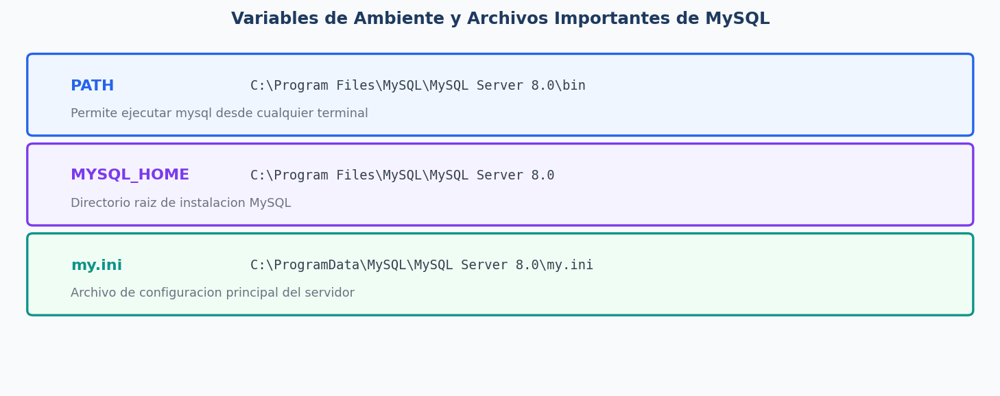 Variables de Ambiente y Archivos Importantes de MySQL
PATH C:\Program Files\MySQL\MySQL Server 8.0\bin
Permite ejecutar mysql desde cualquier terminal
MYSQL_HOME C:\Program Files\MySQL\MySQL Server 8.0
Directorio raiz de instalacion MySQL
my.ini C:\ProgramData\MySQL\MySQL Server 8.0\my.ini
Archivo de configuracion principal del servidor